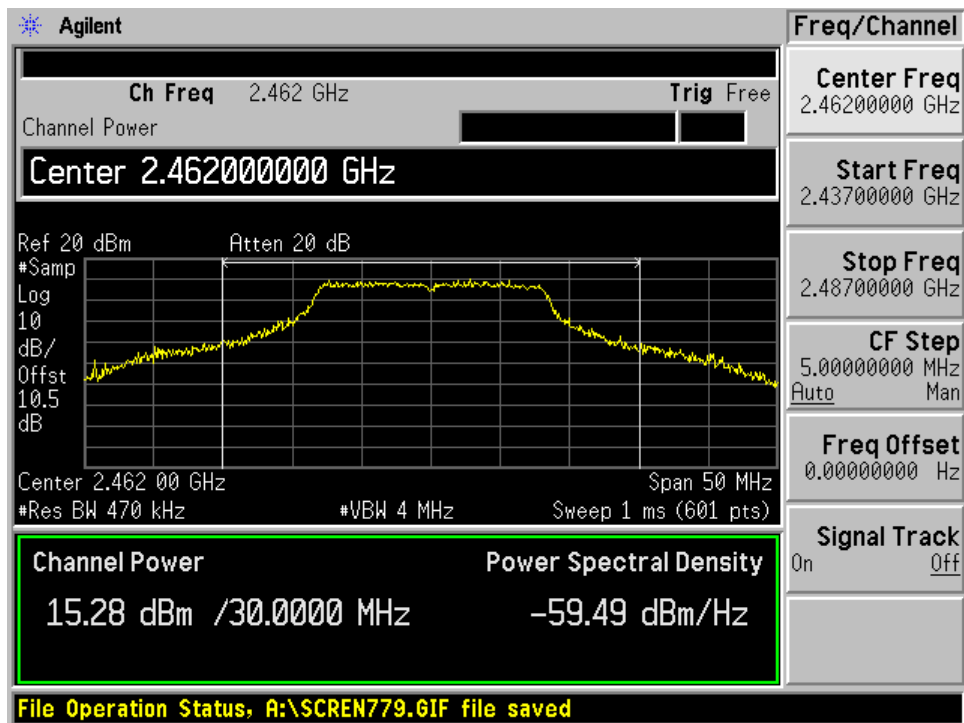 Agilent
Freq/Channel
Ch Freq 2.462 GHz Trig Free
Channel Power
Center 2.462000000 GHz
Ref 20 dBm Atten 20 dB
#Samp
Log
10
dB/
Offst
10.5
dB
Center 2.462 00 GHz Span 50 MHz
#Res BW 470 kHz #VBW 4 MHz Sweep 1 ms (601 pts)
Channel Power Power Spectral Density
15.28 dBm /30.0000 MHz -59.49 dBm/Hz
File Operation Status, A:\SCREN779.GIF file saved
Center Freq
2.46200000 GHz
Start Freq
2.43700000 GHz
Stop Freq
2.48700000 GHz
CF Step
5.00000000 MHz
Auto Man
Freq Offset
0.00000000 Hz
Signal Track
On Off